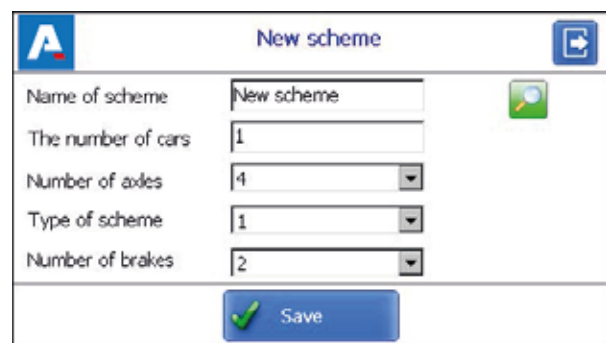 New scheme
Name of scheme New scheme
The number of cars 1
Number of axles 4
Type of scheme 1
Number of brakes 2
Save